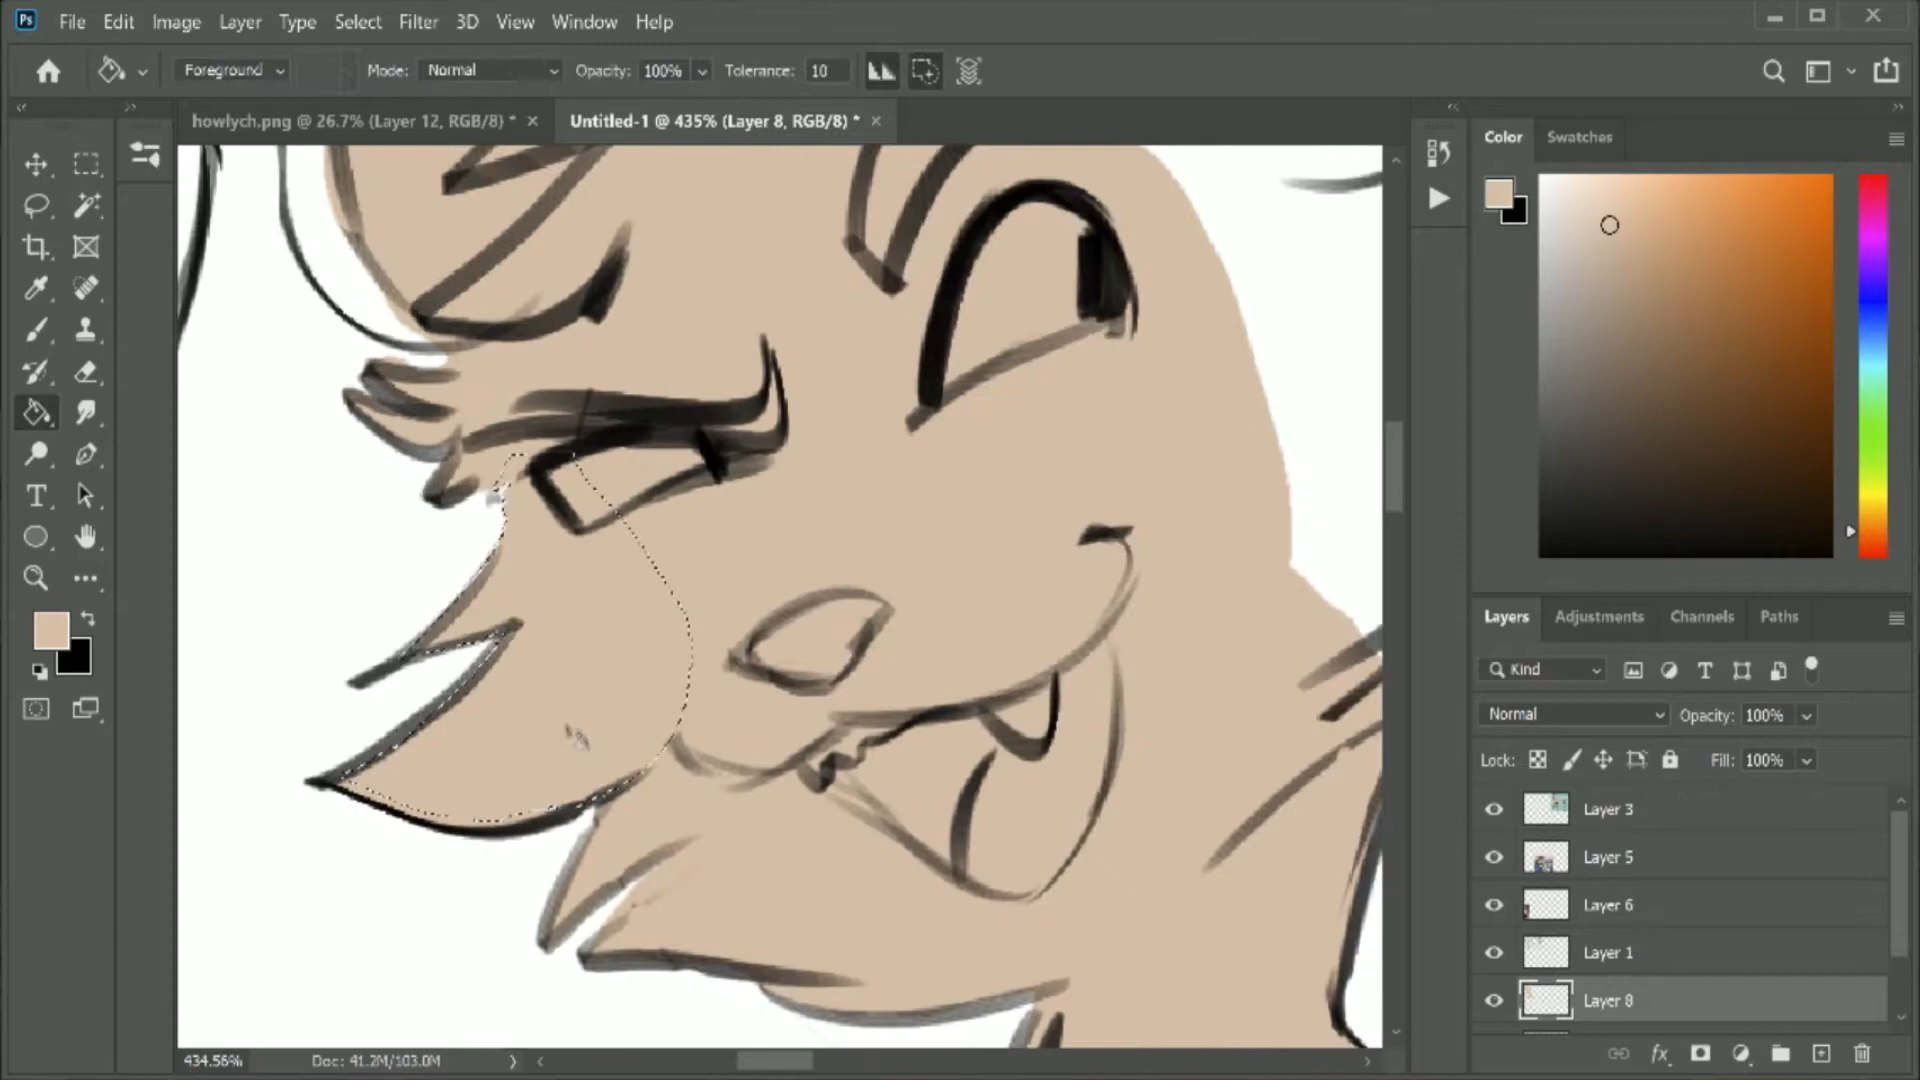 Ps File Edit Image Layer Type Select Filter 3D View Window Help
Foreground Mode: Normal Opacity: 100% Tolerance: 10
howlych.png @ 26.7% (Layer 12, RGB/8) * × Untitled-1 @ 435% (Layer 8, RGB/8) * ×
Color Swatches
Layers Adjustments Channels Paths
Kind
Normal Opacity: 100%
Lock: Fill: 100%
Layer 3
Layer 5
Layer 6
Layer 1
Layer 8
434.56% Doc: 41.2M/103.0M